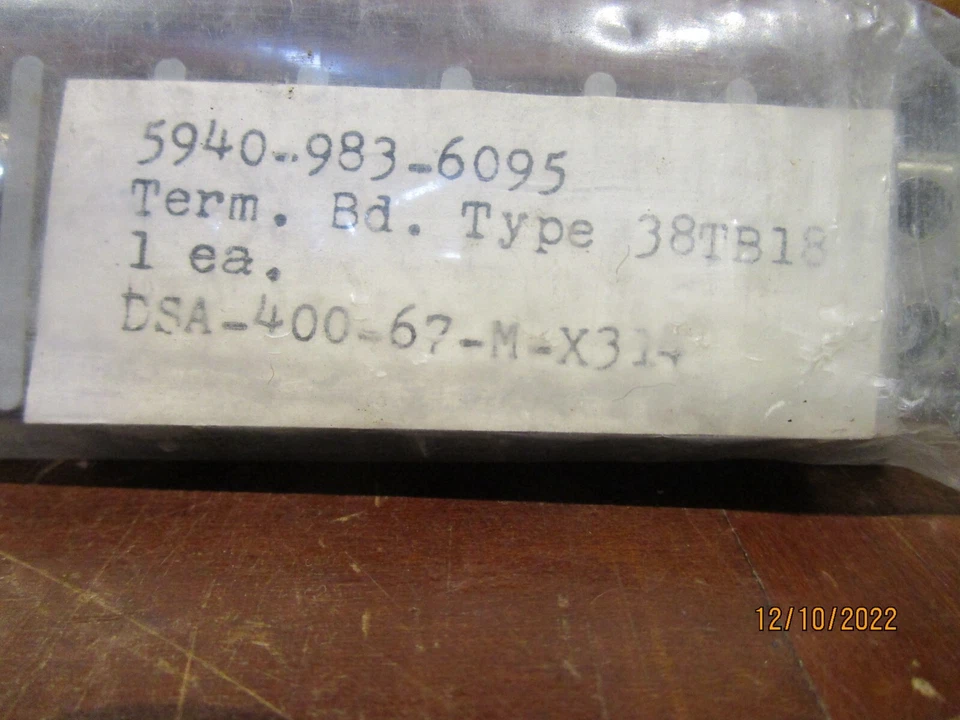 5940-983-6095
Term. Bd. Type 38TB18
1 ea.
DSA-400-67-M-X314
12/10/2022